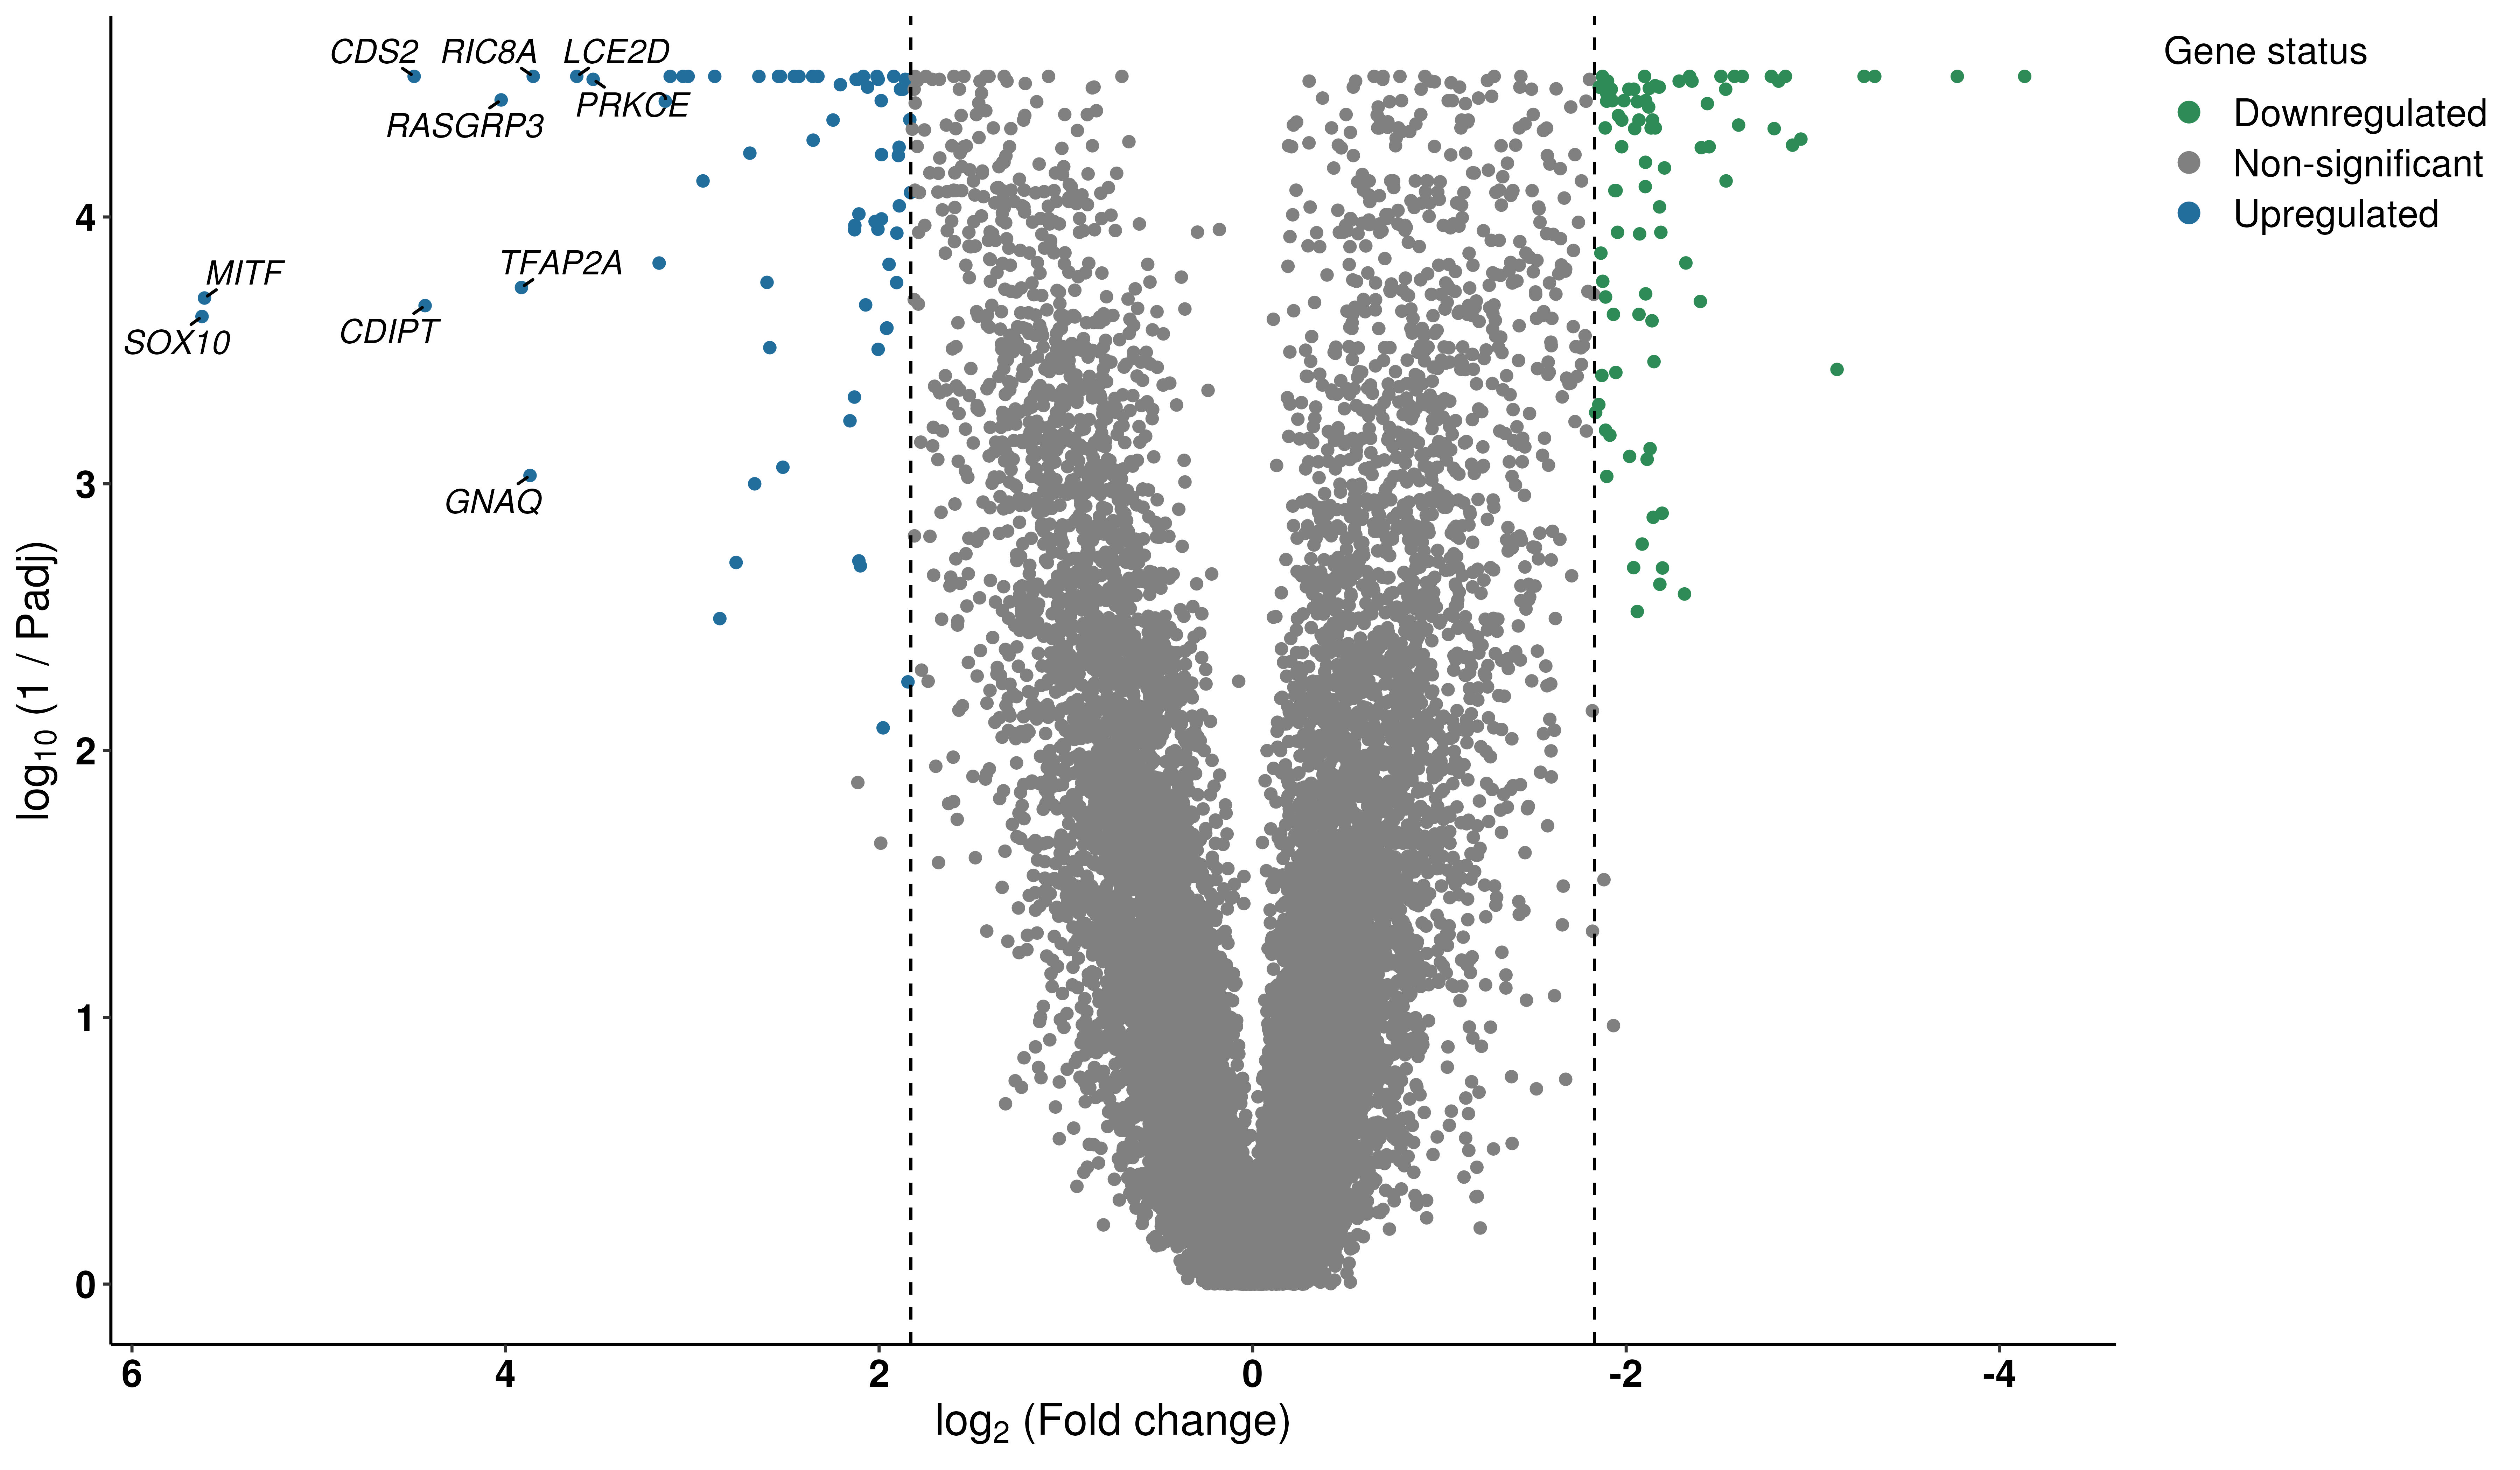 CDS2 RIC8A LCE2D
PRKCE
RASGRP3
TFAP2A
MITF
CDIPT
SOX10
GNAQ
Gene status
Downregulated
Non-significant
Upregulated
log₁₀ (1 / Padj)
4
3
2
1
0
6 4 2 0 -2 -4
log₂ (Fold change)